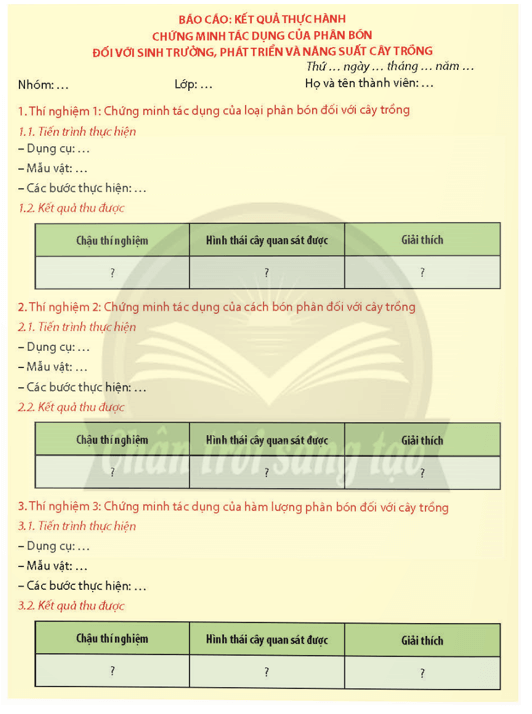 BÁO CÁO: KẾT QUẢ THỰC HÀNH
CHỨNG MINH TÁC DỤNG CỦA PHÂN BÓN
ĐỐI VỚI SINH TRƯỞNG, PHÁT TRIỂN VÀ NĂNG SUẤT CÂY TRỒNG
Thứ ... ngày ... tháng ... năm ...
Nhóm: ... Lớp: ... Họ và tên thành viên: ...
1. Thí nghiệm 1: Chứng minh tác dụng của loại phân bón đối với cây trồng
1.1. Tiến trình thực hiện
– Dụng cụ: ...
– Mẫu vật: ...
– Các bước thực hiện: ...
1.2. Kết quả thu được
Chậu thí nghiệm Hình thái cây quan sát được Giải thích
? ? ?
2. Thí nghiệm 2: Chứng minh tác dụng của cách bón phân đối với cây trồng
2.1. Tiến trình thực hiện
– Dụng cụ: ...
– Mẫu vật: ...
– Các bước thực hiện: ...
2.2. Kết quả thu được
Chậu thí nghiệm Hình thái cây quan sát được Giải thích
? ? ?
Chân trời sáng tạo
3. Thí nghiệm 3: Chứng minh tác dụng của hàm lượng phân bón đối với cây trồng
3.1. Tiến trình thực hiện
– Dụng cụ: ...
– Mẫu vật: ...
– Các bước thực hiện: ...
3.2. Kết quả thu được
Chậu thí nghiệm Hình thái cây quan sát được Giải thích
? ? ?